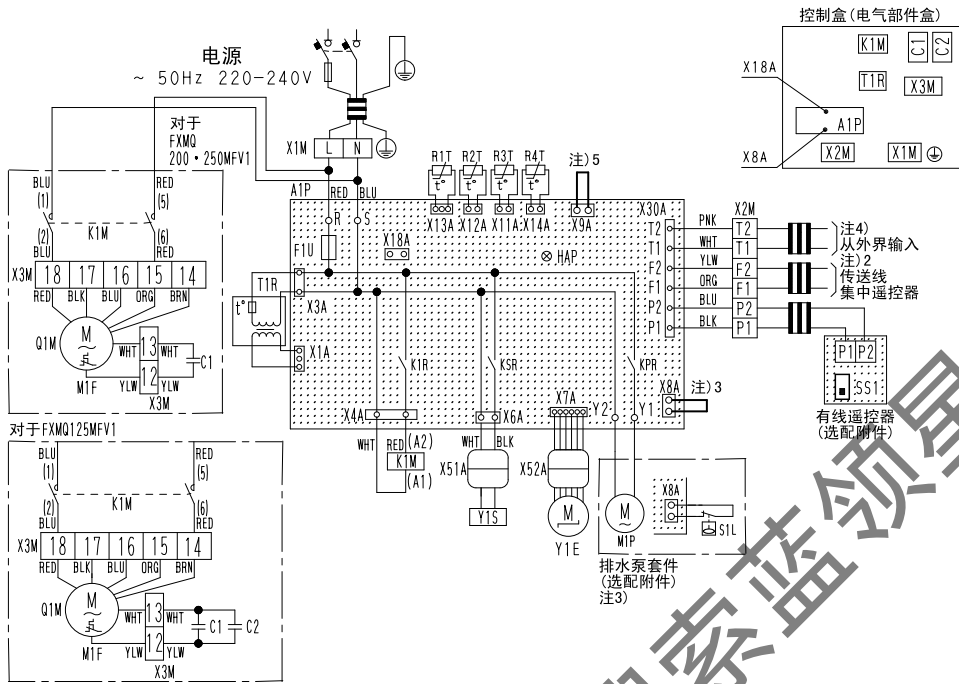 电源
~ 50Hz 220-240V
控制盒(电气部件盒)
K1M
C1
C2
X18A
T1R
X3M
A1P
X8A
X2M
X1M
对于
FXMQ
200·250MFV1
X1M
L
N
R1T
R2T
R3T
R4T
t°
t°
t°
t°
注)5
X13A
X12A
X11A
X14A
X9A
A1P
RED
BLU
R
S
F1U
X18A
HAP
X30A
X2M
T2
PNK
T2
T1
WHT
T1
F2
YLW
F2
F1
ORG
F1
P2
BLU
P2
P1
BLK
P1
注4)
从外界输入
注)2
传送线
集中遥控器
P1
P2
SS1
有线遥控器
(选配附件)
BLU
(1)
(2)
BLU
K1M
RED
(5)
(6)
RED
X3M
18
17
16
15
14
RED
BLK
BLU
ORG
BRN
Q1M
M
~
M1F
WHT
13
WHT
C1
YLW
12
YLW
X3M
T1R
t°
X3A
X1A
K1R
KSR
KPR
X4A
X6A
X7A
Y2
Y1
X8A
注)3
WHT
RED
(A2)
K1M
(A1)
WHT
BLK
X51A
Y1S
X52A
M
Y1E
M
~
M1P
X8A
S1L
排水泵套件
(选配附件)
注3)
对于FXMQ125MFV1
BLU
(1)
(2)
BLU
K1M
(5)
(6)
RED
X3M
18
17
16
15
14
RED
BLK
BLU
ORG
BRN
Q1M
M
~
M1F
WHT
13
WHT
C1
C2
YLW
12
YLW
X3M
搜索蓝领星